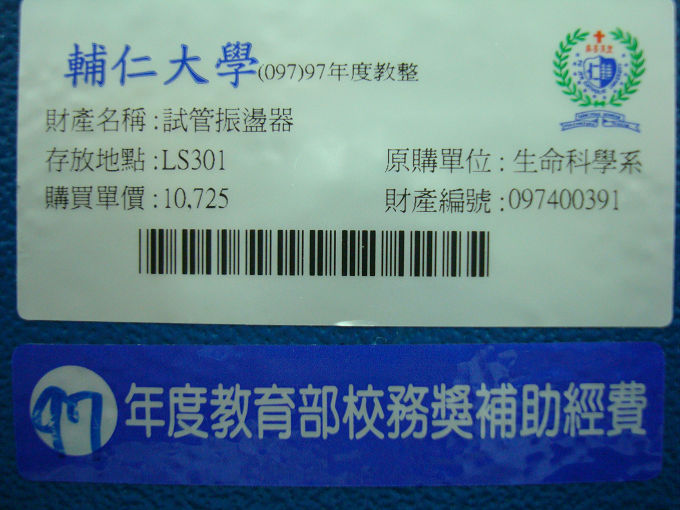 輔仁大學(097)97年度教整
財產名稱:試管振盪器
存放地點:LS301 原購單位:生命科學系
購買單價:10,725 財產編號:097400391
97年度教育部校務獎補助經費